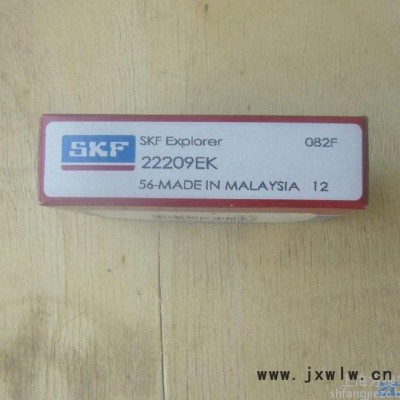 SKF
SKF Explorer 082F
22209EK
56-MADE IN MALAYSIA 12
www.jxwlw.cn